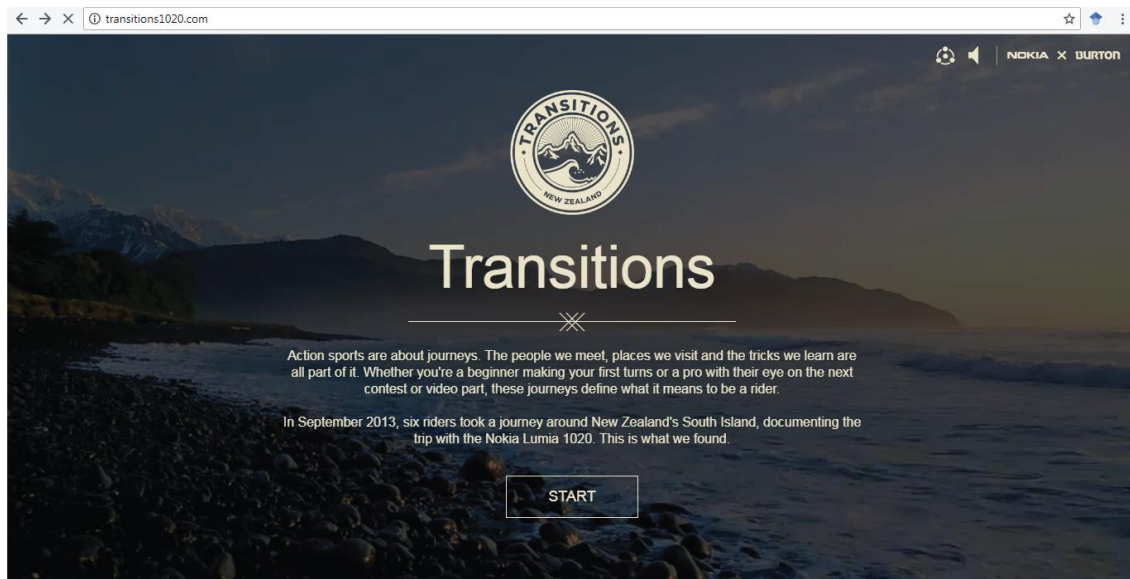 transitions1020.com
NOKIA X BURTON
TRANSITIONS
NEW ZEALAND
Transitions
Action sports are about journeys. The people we meet, places we visit and the tricks we learn are
all part of it. Whether you're a beginner making your first turns or a pro with their eye on the next
contest or video part, these journeys define what it means to be a rider.
In September 2013, six riders took a journey around New Zealand's South Island, documenting the
trip with the Nokia Lumia 1020. This is what we found.
START